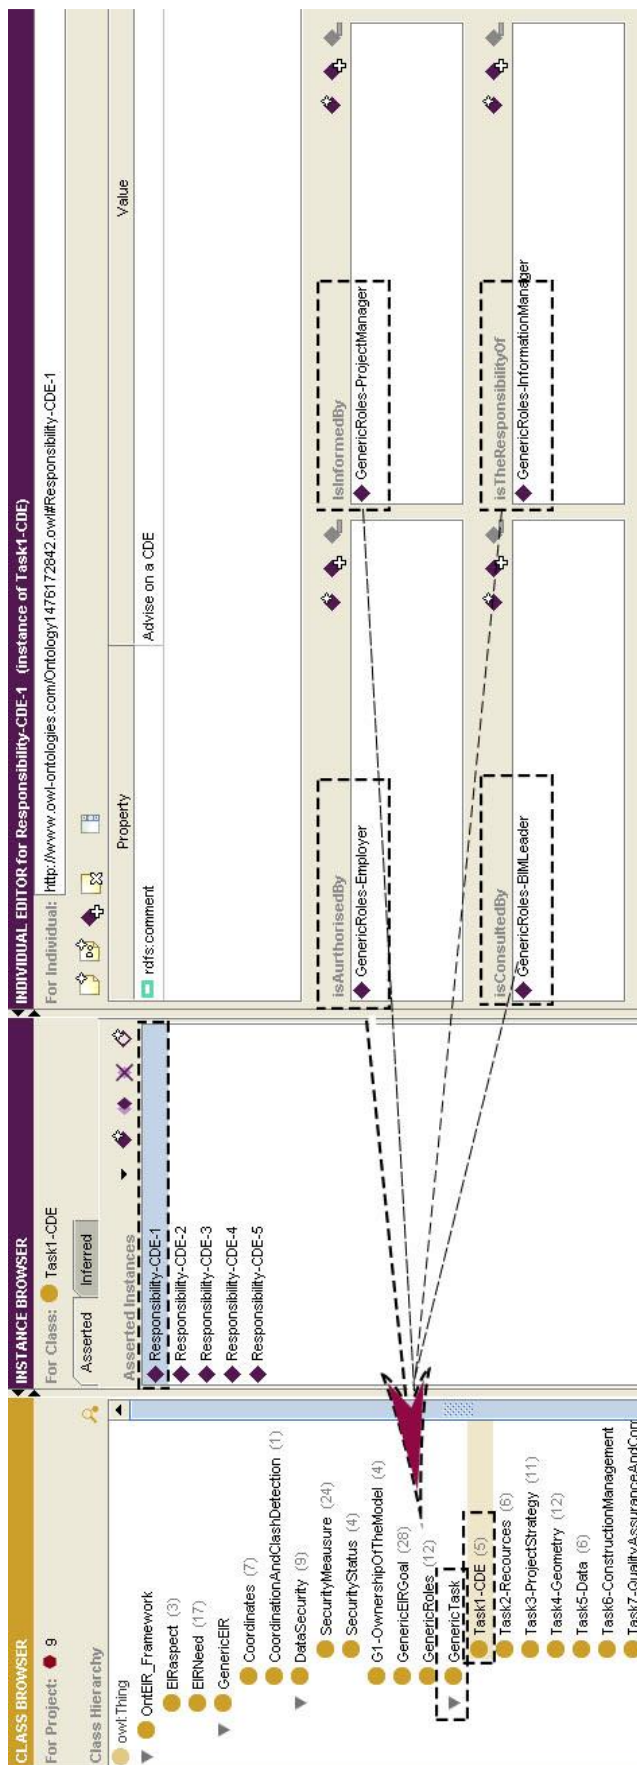 CLASS BROWSER
For Project: 9
Class Hierarchy
owl:Thing
OntEIR_Framework
EIRaspect (3)
EIRNeed (17)
GenericEIR
Coordinates (7)
CoordinationAndClashDetection (1)
DataSecurity (9)
SecurityMeausure (24)
SecurityStatus (4)
G1-OwnershipOfTheModel (4)
GenericEIRGoal (28)
GenericRoles (12)
GenericTask
Task1-CDE (5)
Task2-Recources (6)
Task3-ProjectStrategy (11)
Task4-Geometry (12)
Task5-Data (6)
Task6-ConstructionManagement
Task7-QualityAssuranceAndCon
INSTANCE BROWSER
For Class: Task1-CDE
Asserted Inferred
Asserted Instances
Responsibility-CDE-1
Responsibility-CDE-2
Responsibility-CDE-3
Responsibility-CDE-4
Responsibility-CDE-5
INDIVIDUAL EDITOR for Responsibility-CDE-1 (instance of Task1-CDE)
For Individual: http://www.owl-ontologies.com/Ontology1476172842.owl#Responsibility-CDE-1
Property Value
rdfs:comment Advise on a CDE
isAurthorisedBy
GenericRoles-Employer
IsInformedBy
GenericRoles-ProjectManager
isConsultedBy
GenericRoles-BIMLeader
isTheResponsibilityOf
GenericRoles-InformationManager